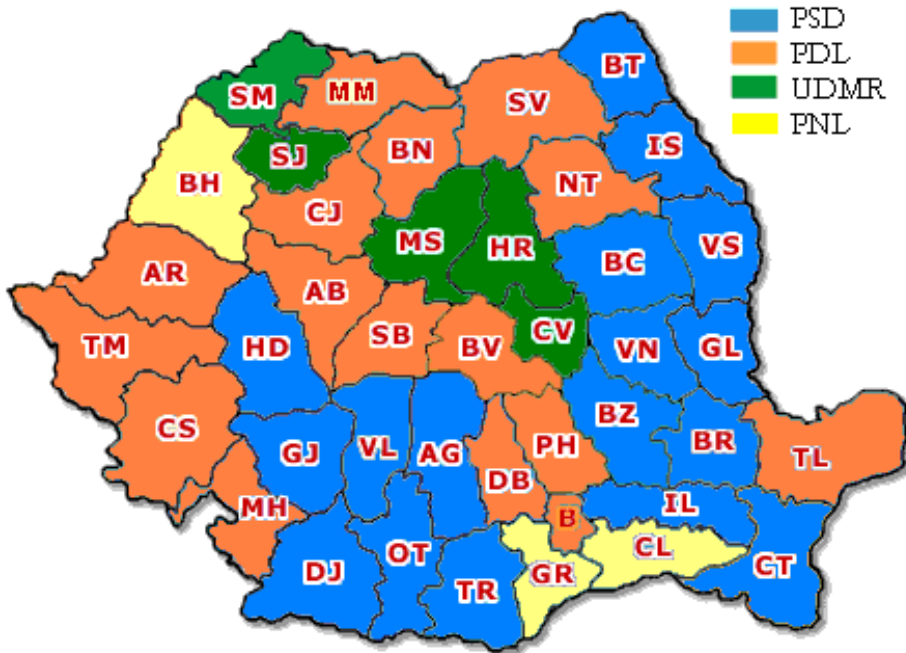 PSD
PDL
UDMR
PNL
BT
SM
MM
SV
IS
SJ
BN
BH
NT
CJ
MS
HR
VS
BC
AR
AB
SB
CV
TM
HD
BV
VN
GL
CS
BZ
GJ
VL
AG
PH
BR
TL
DB
MH
IL
B
CL
OT
DJ
GR
CT
TR